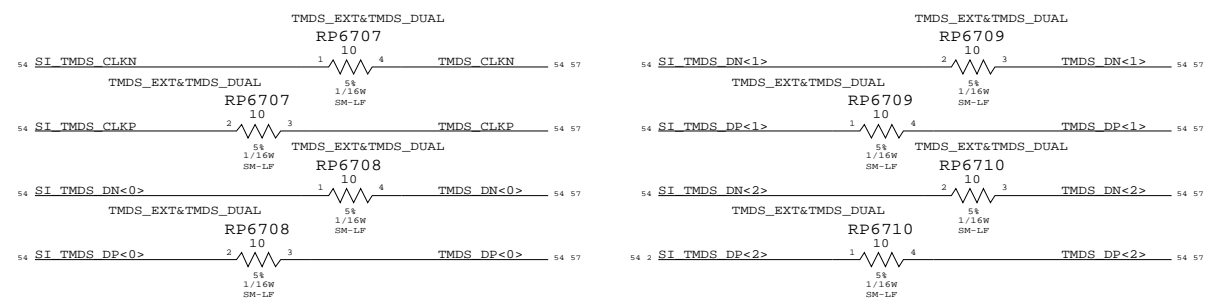 TMDS_EXT&TMDS_DUAL
RP6707
10
54 SI_TMDS_CLKN 1 4 TMDS_CLKN 54 57
5%
1/16W
SM-LF
TMDS_EXT&TMDS_DUAL
RP6707
10
54 SI_TMDS_CLKP 2 3 TMDS_CLKP 54 57
5%
1/16W
SM-LF
TMDS_EXT&TMDS_DUAL
RP6708
10
54 SI_TMDS_DN<0> 1 4 TMDS_DN<0> 54 57
5%
1/16W
SM-LF
TMDS_EXT&TMDS_DUAL
RP6708
10
54 SI_TMDS_DP<0> 2 3 TMDS_DP<0> 54 57
5%
1/16W
SM-LF
TMDS_EXT&TMDS_DUAL
RP6709
10
54 SI_TMDS_DN<1> 2 3 TMDS_DN<1> 54 57
5%
1/16W
SM-LF
TMDS_EXT&TMDS_DUAL
RP6709
10
54 SI_TMDS_DP<1> 1 4 TMDS_DP<1> 54 57
5%
1/16W
SM-LF
TMDS_EXT&TMDS_DUAL
RP6710
10
54 SI_TMDS_DN<2> 2 3 TMDS_DN<2> 54 57
5%
1/16W
SM-LF
TMDS_EXT&TMDS_DUAL
RP6710
10
54 2 SI_TMDS_DP<2> 1 4 TMDS_DP<2> 54 57
5%
1/16W
SM-LF